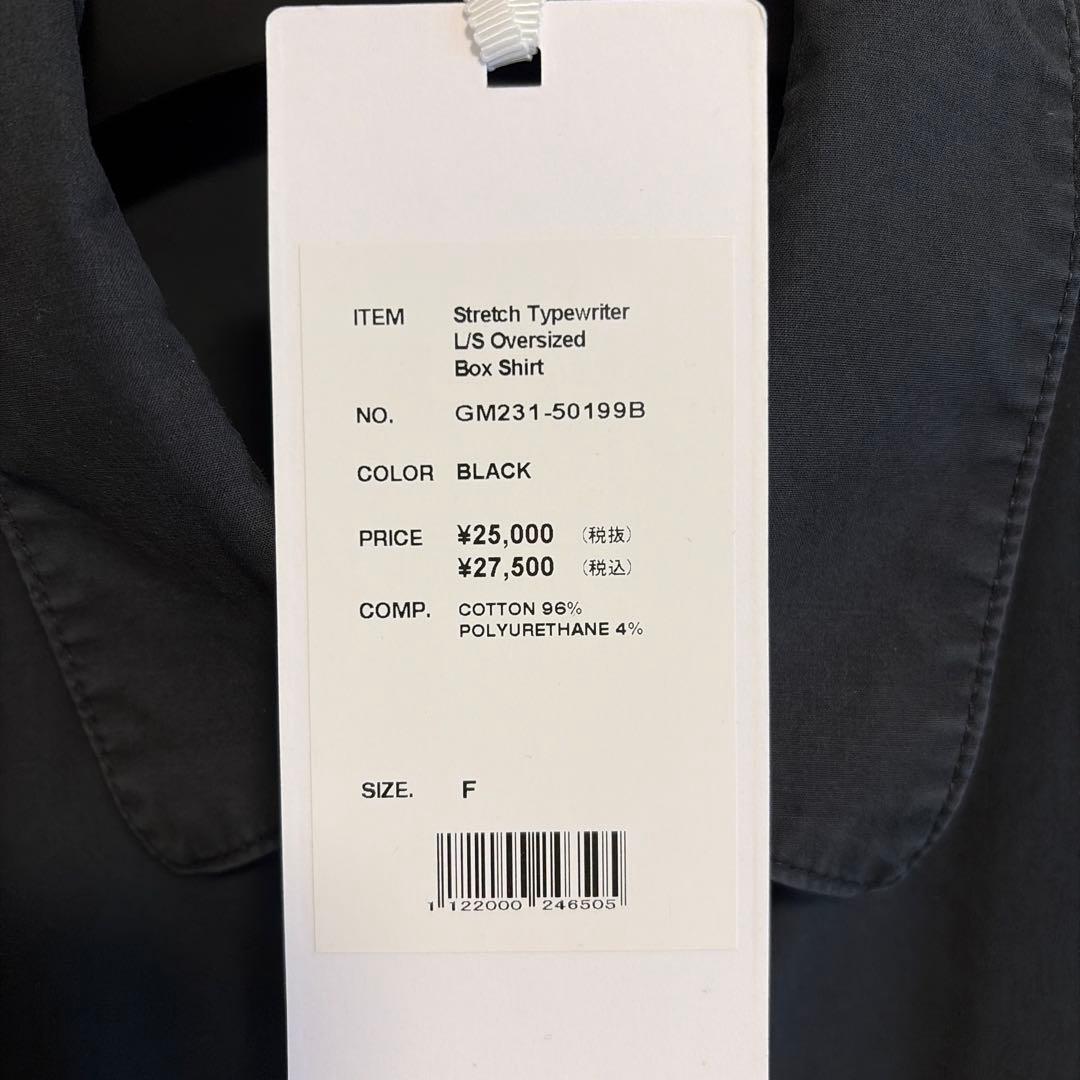 ITEM Stretch Typewriter
L/S Oversized
Box Shirt
NO. GM231-50199B
COLOR BLACK
PRICE ¥25,000 (税抜)
¥27,500 (税込)
COMP. COTTON 96%
POLYURETHANE 4%
SIZE. F
1 122000 246505